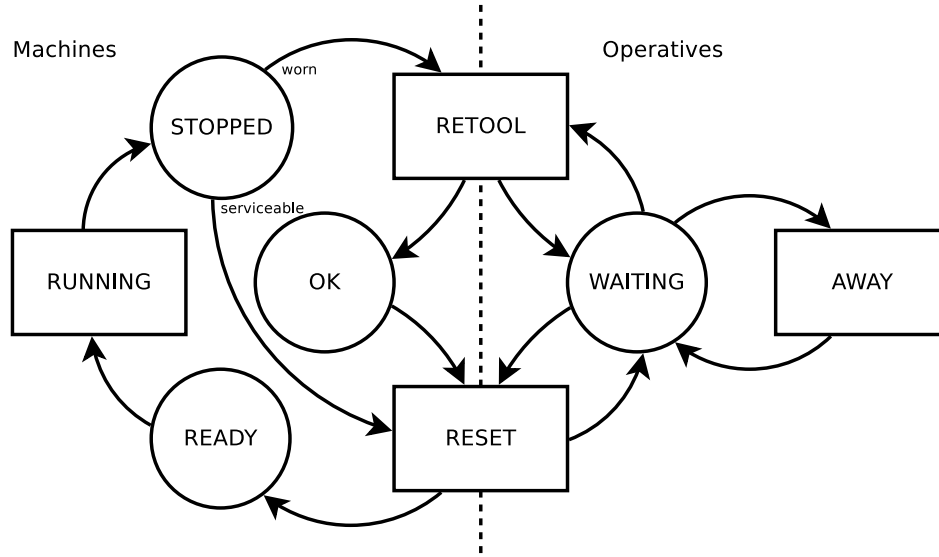 Machines
Operatives
worn
STOPPED
RETOOL
serviceable
RUNNING
OK
WAITING
AWAY
READY
RESET